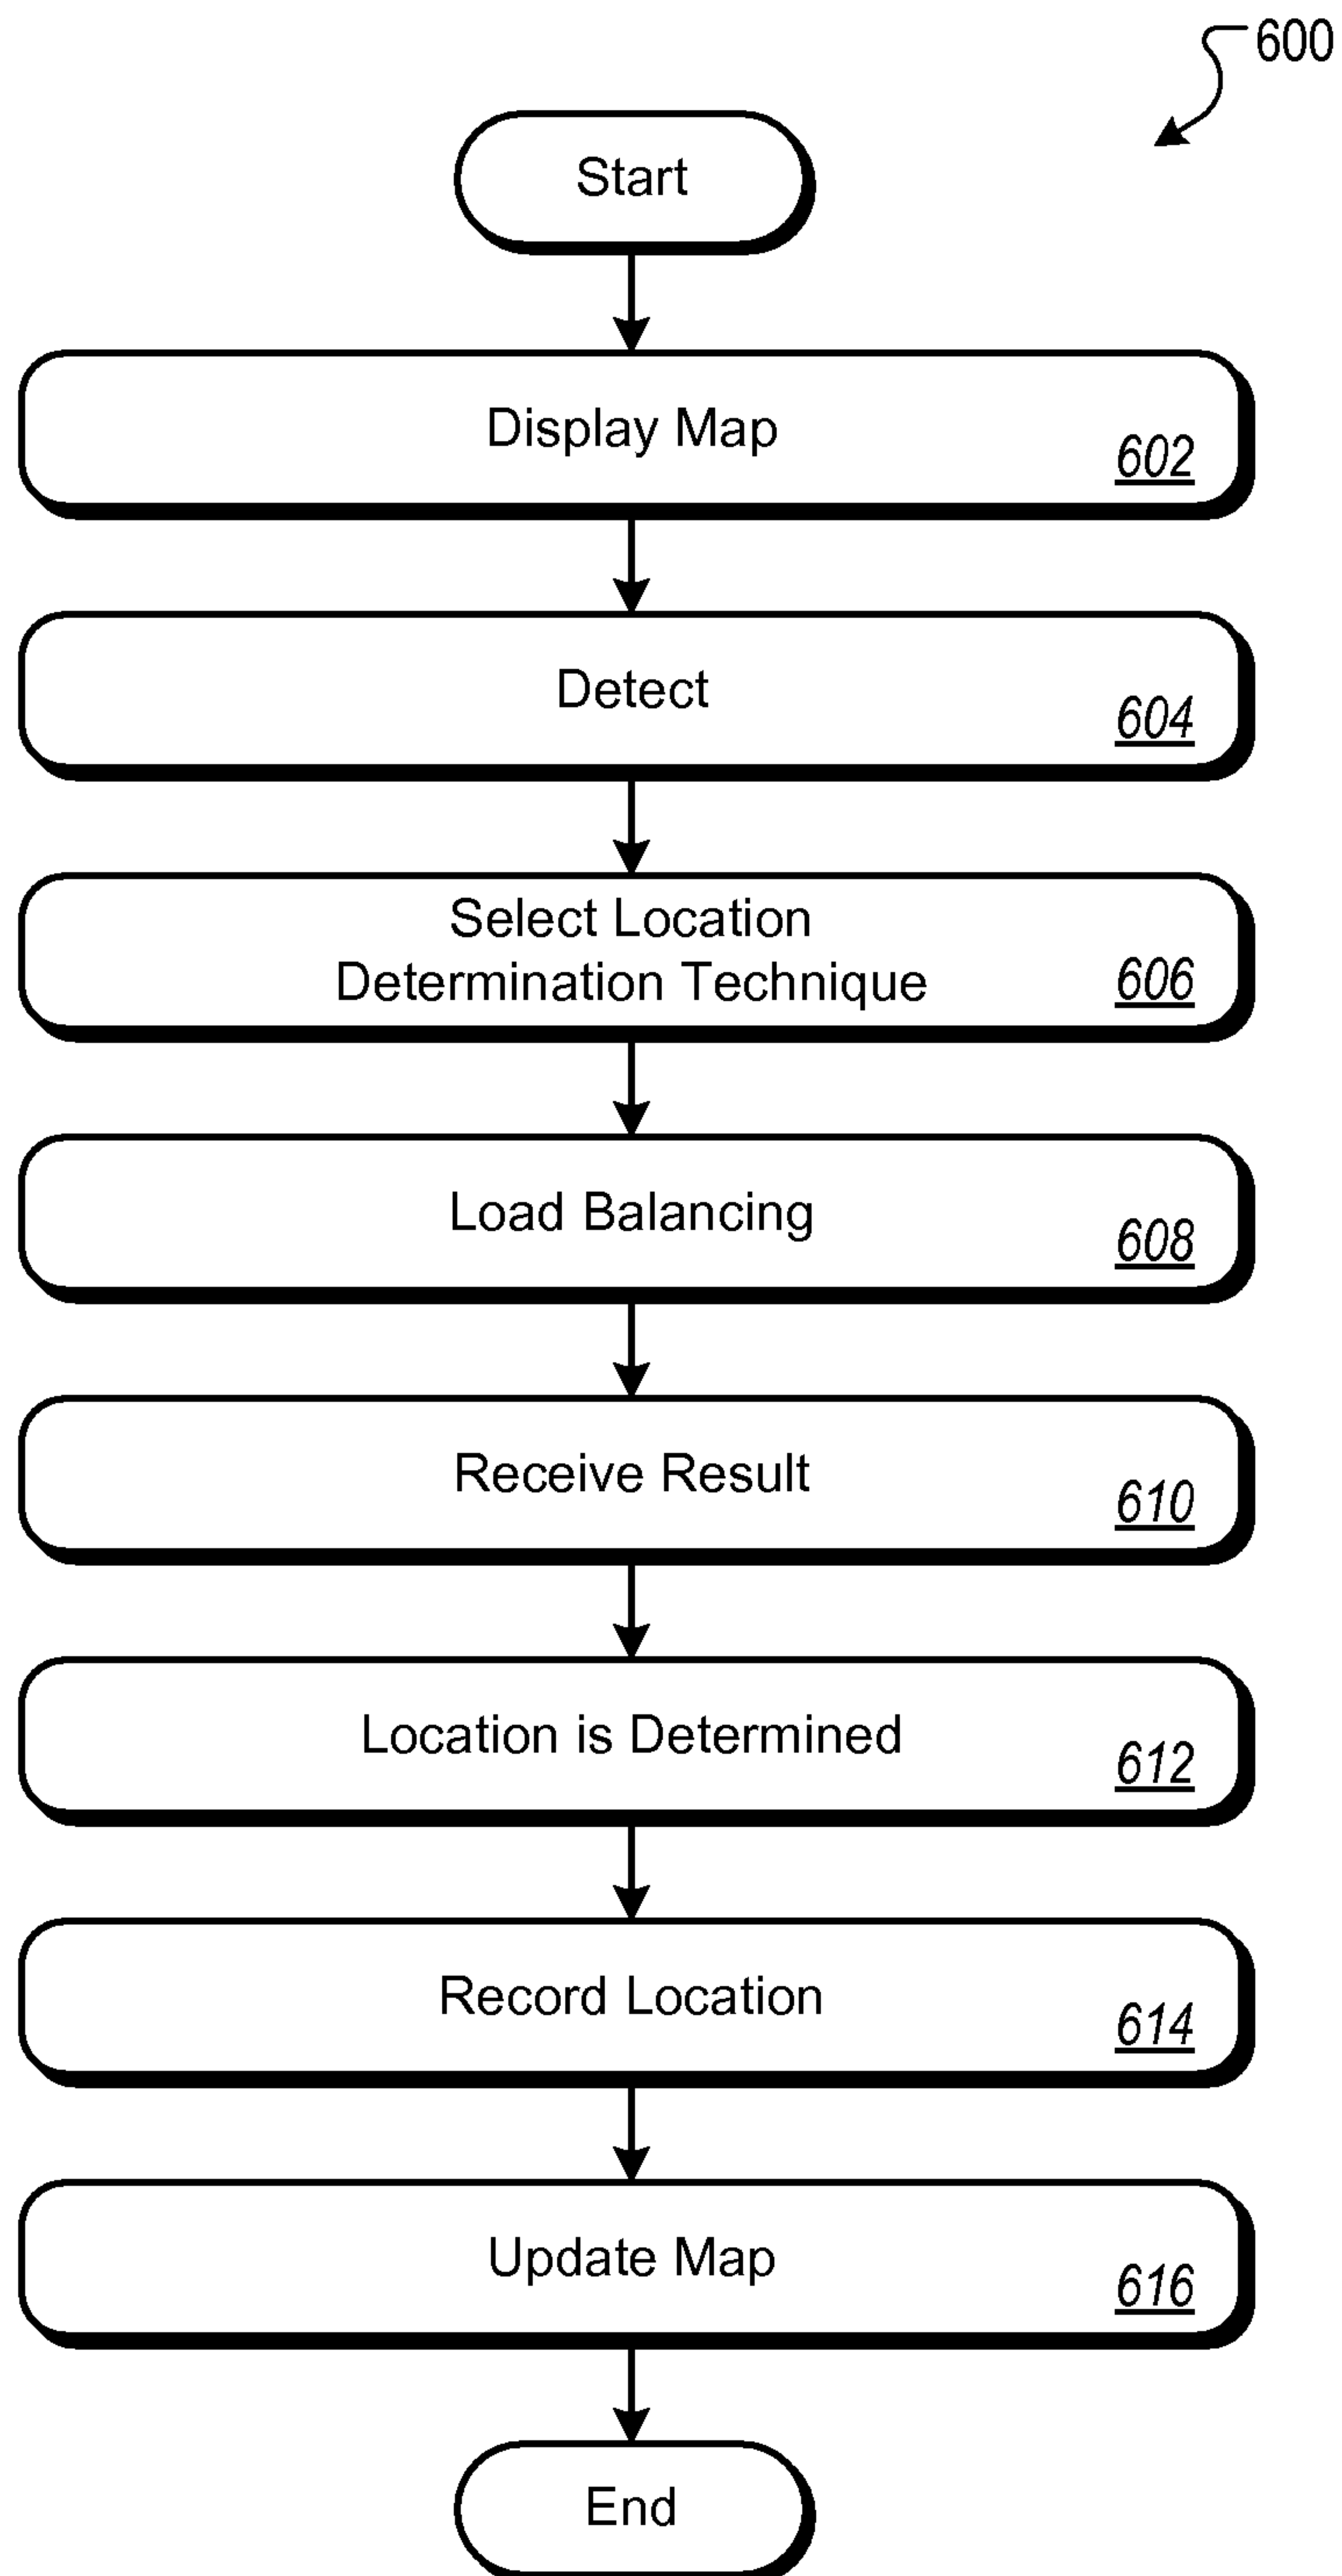 600
Start
Display Map
602
Detect
604
Select Location
Determination Technique
606
Load Balancing
608
Receive Result
610
Location is Determined
612
Record Location
614
Update Map
616
End